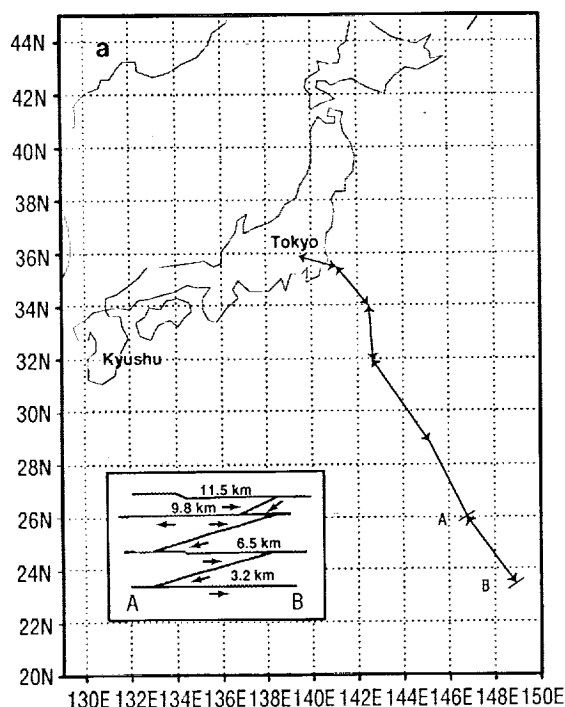 a
44N
42N
40N
38N
36N
34N
32N
30N
28N
26N
24N
22N
20N
Tokyo
Kyushu
11.5 km
9.8 km
6.5 km
3.2 km
A B
A
B
130E 132E 134E 136E 138E 140E 142E 144E 146E 148E 150E